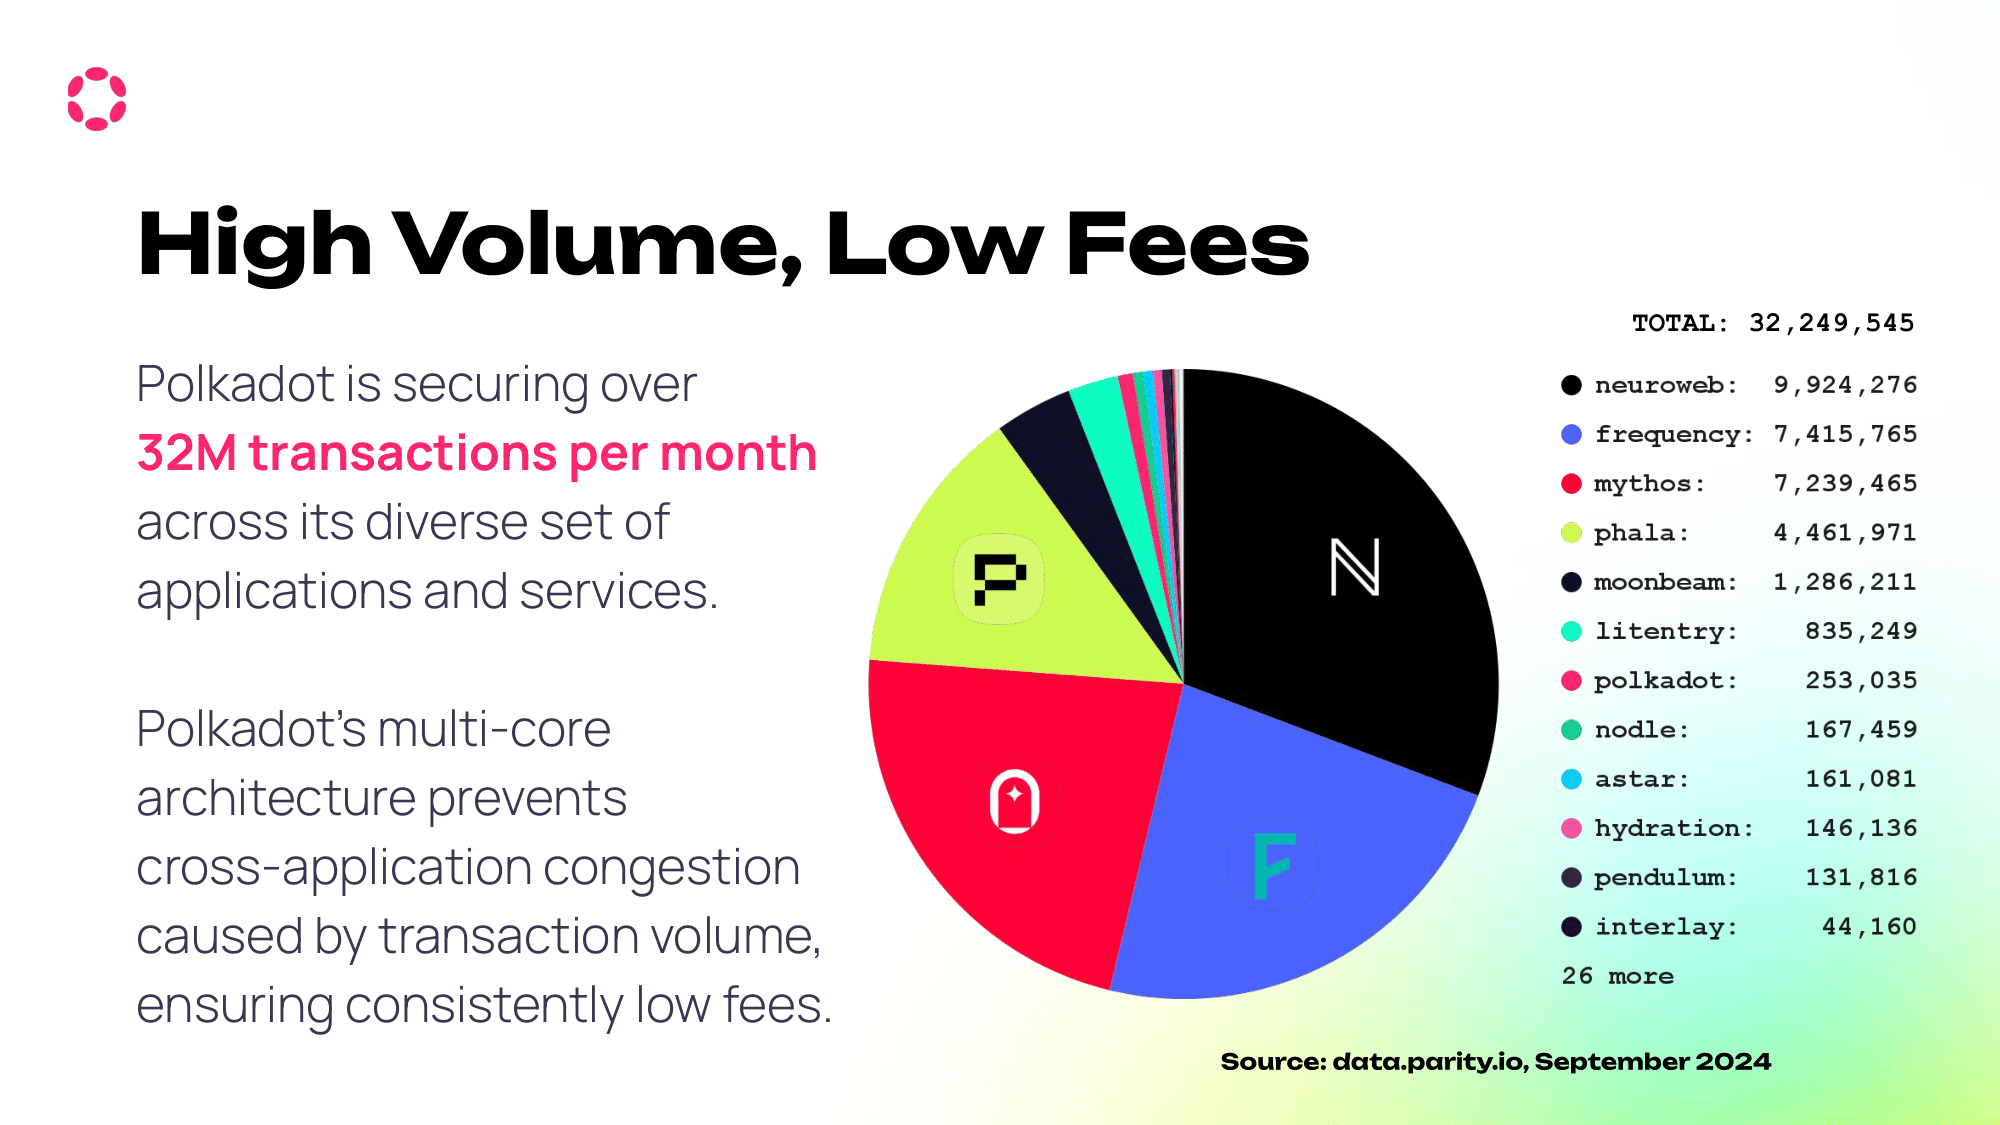 High Volume, Low Fees
Polkadot is securing over
32M transactions per month
across its diverse set of
applications and services.
Polkadot’s multi-core
architecture prevents
cross-application congestion
caused by transaction volume,
ensuring consistently low fees.
N
P
F
TOTAL: 32,249,545
neuroweb: 9,924,276
frequency: 7,415,765
mythos: 7,239,465
phala: 4,461,971
moonbeam: 1,286,211
litentry: 835,249
polkadot: 253,035
nodle: 167,459
astar: 161,081
hydration: 146,136
pendulum: 131,816
interlay: 44,160
26 more
Source: data.parity.io, September 2024